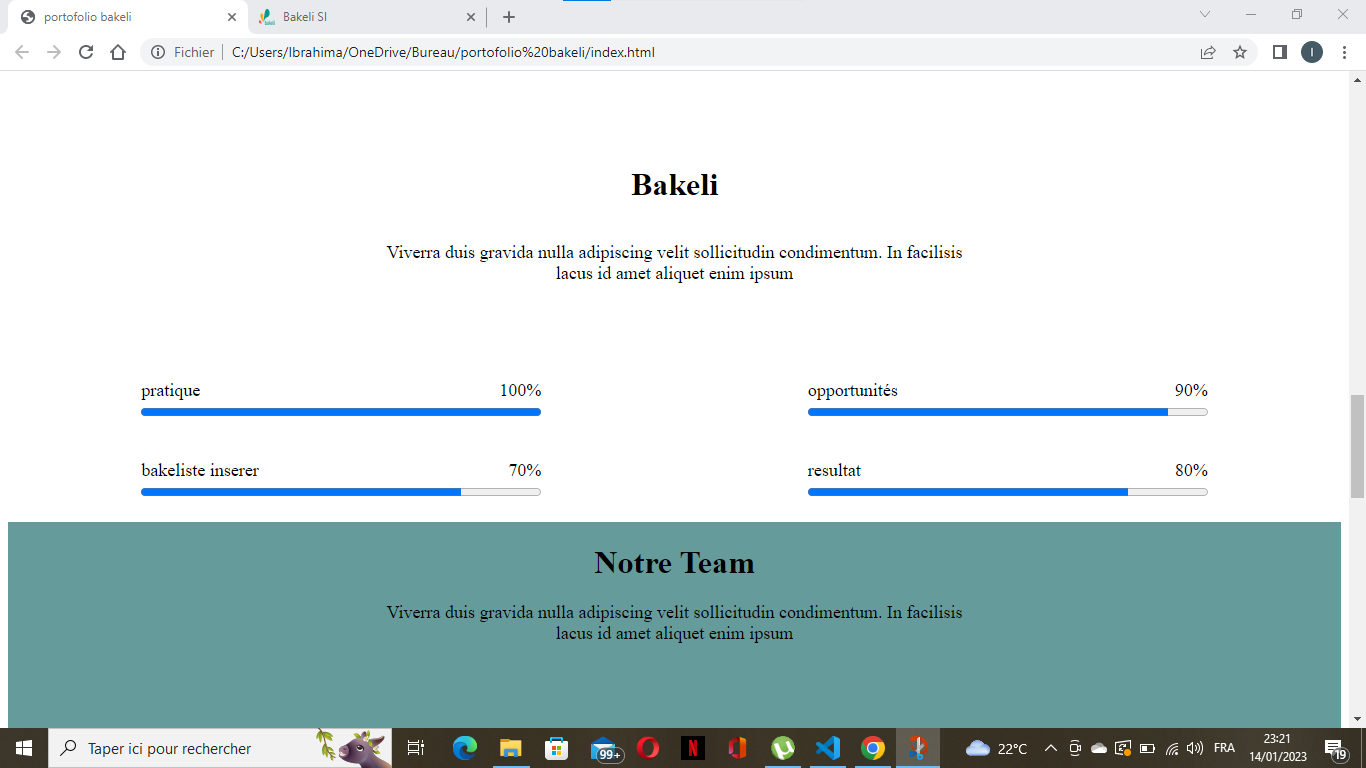 portofolio bakeli
Bakeli SI
Fichier
C:/Users/Ibrahima/OneDrive/Bureau/portofolio%20bakeli/index.html
I
Bakeli
Viverra duis gravida nulla adipiscing velit sollicitudin condimentum. In facilisis
lacus id amet aliquet enim ipsum
pratique 100%
opportunités 90%
bakeliste inserer 70%
resultat 80%
Notre Team
Viverra duis gravida nulla adipiscing velit sollicitudin condimentum. In facilisis
lacus id amet aliquet enim ipsum
Taper ici pour rechercher
99+
N
22°C
FRA
23:21
14/01/2023
19